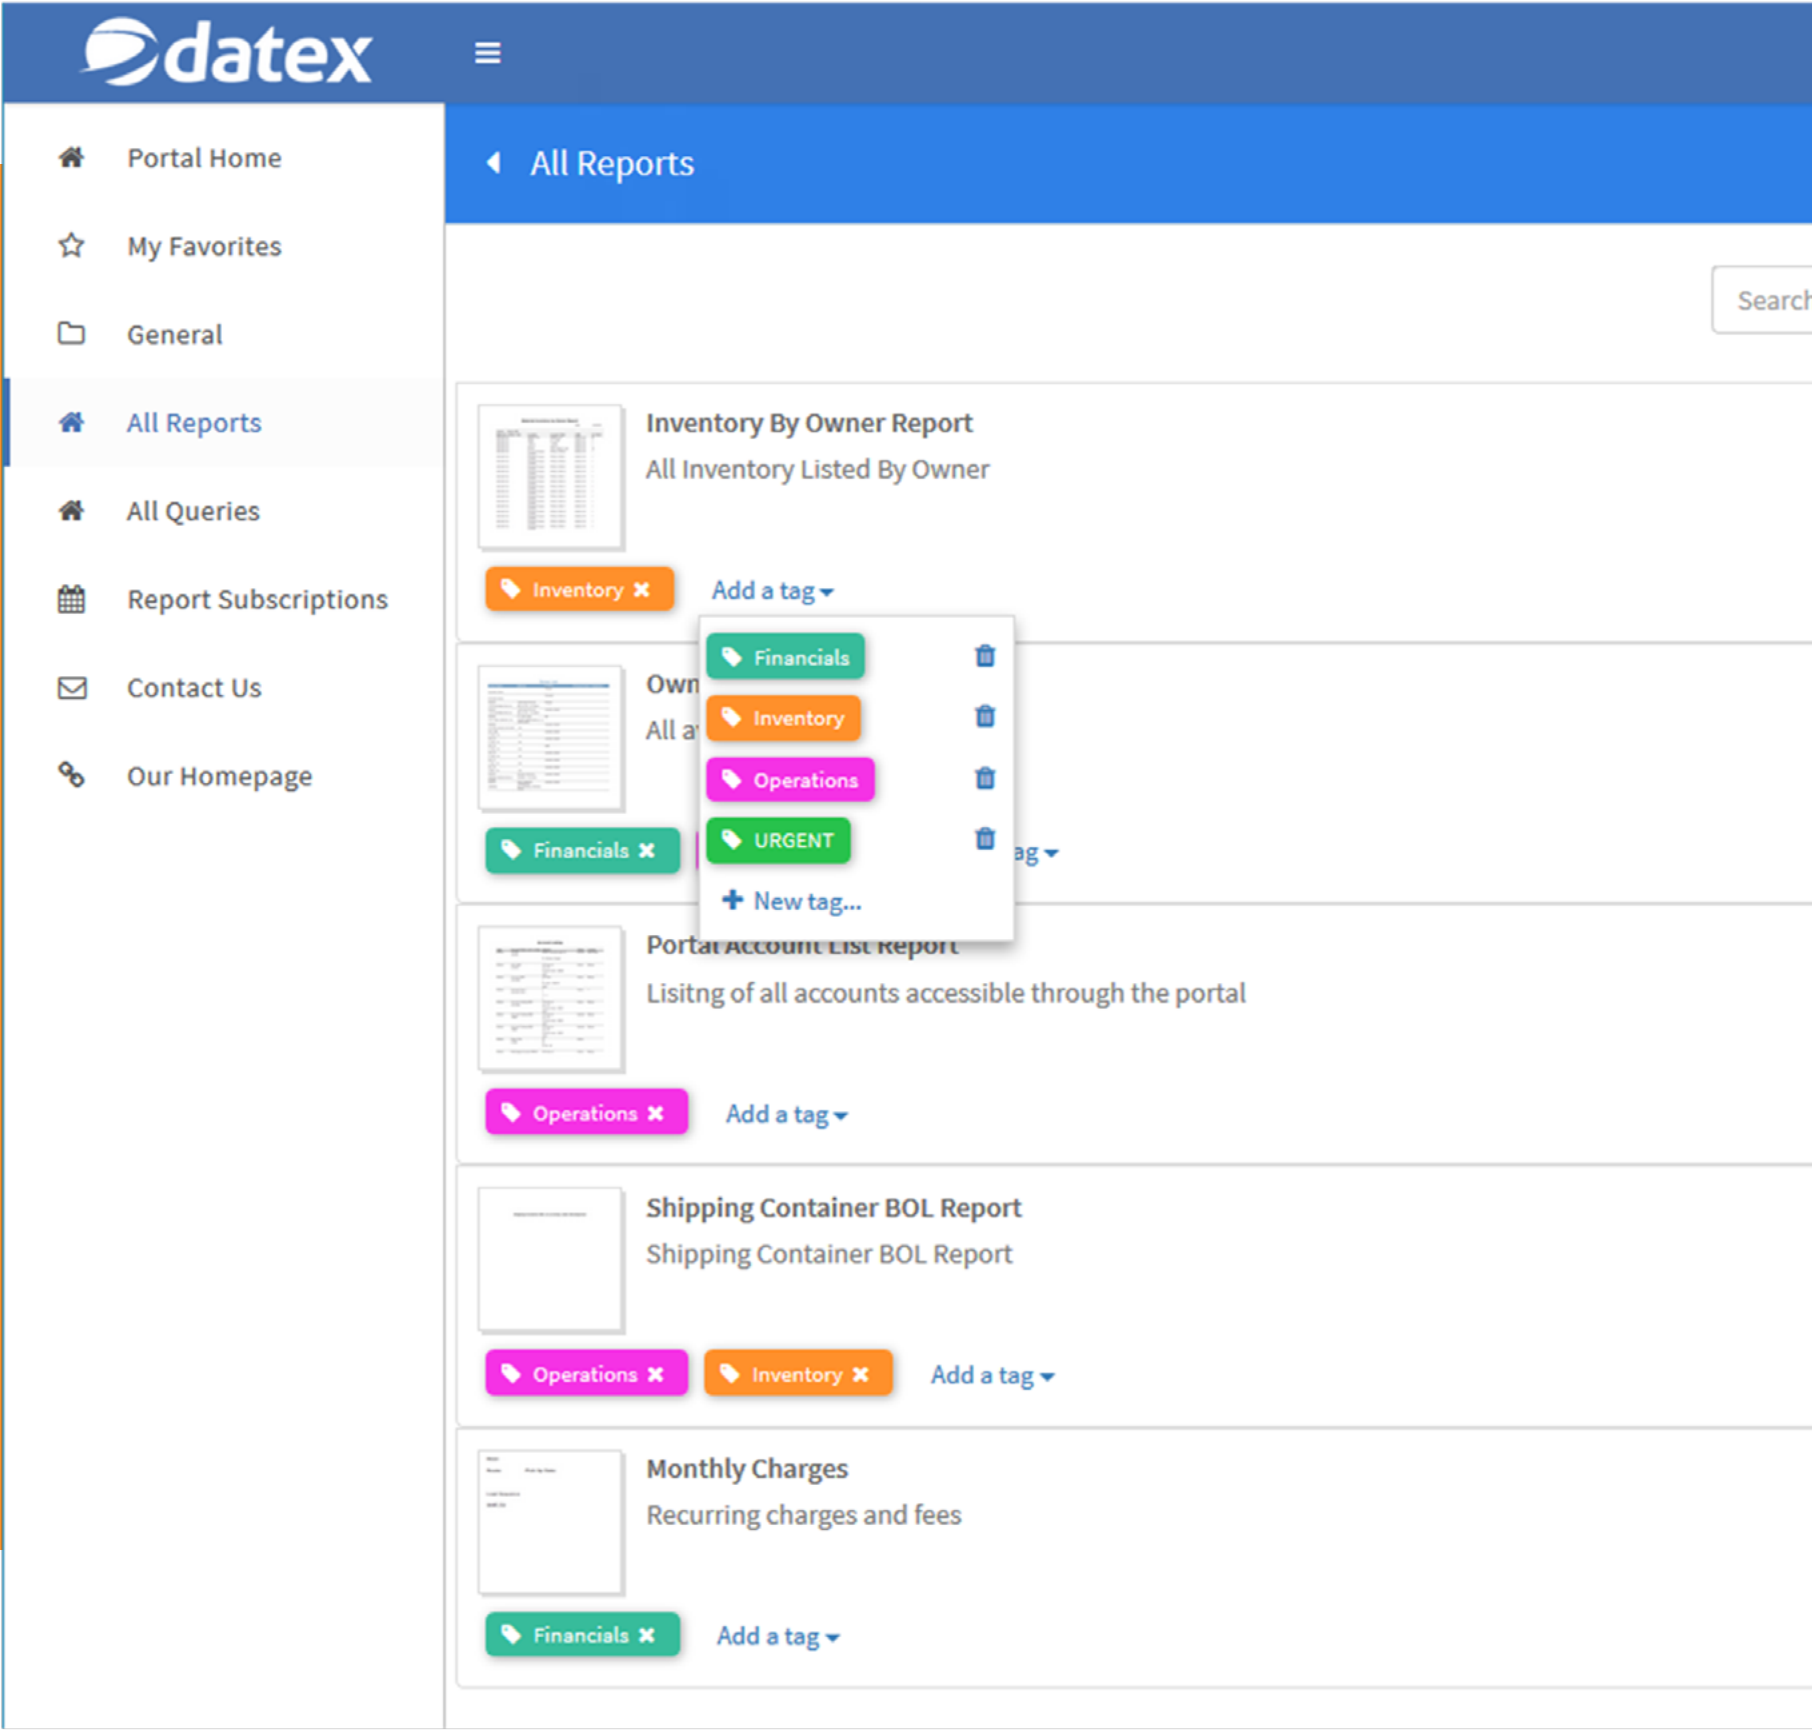 datex
Portal Home
My Favorites
General
All Reports
All Queries
Report Subscriptions
Contact Us
Our Homepage
All Reports
Search
Inventory By Owner Report
All Inventory Listed By Owner
Inventory
Add a tag
Financials
Inventory
Operations
URGENT
New tag...
Own
All a
Financials
ag
Portal Account List Report
Lisitng of all accounts accessible through the portal
Operations
Add a tag
Shipping Container BOL Report
Shipping Container BOL Report
Operations
Inventory
Add a tag
Monthly Charges
Recurring charges and fees
Financials
Add a tag